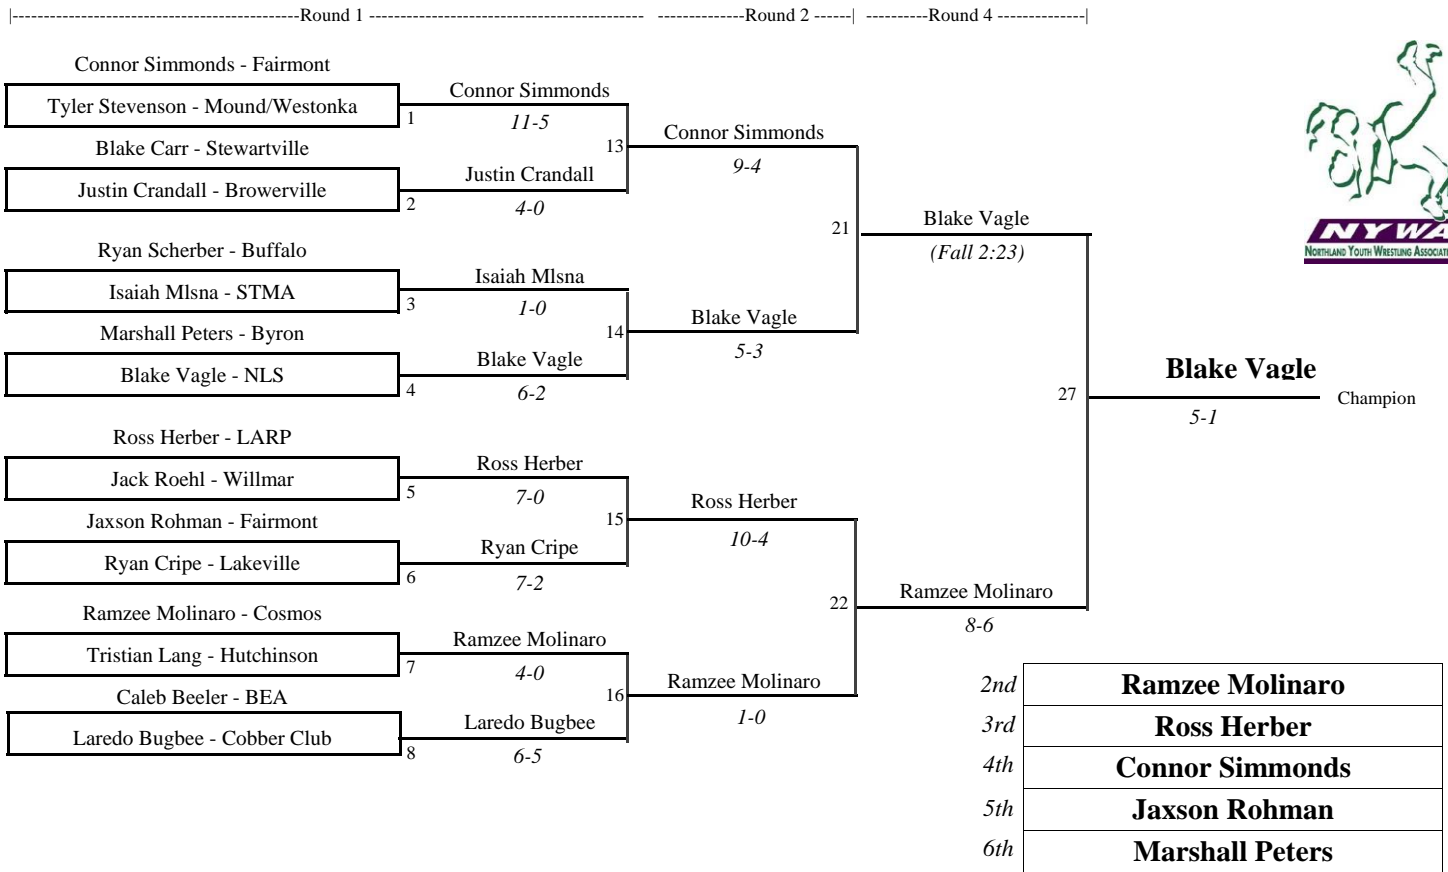 |--------------------------------------------Round 1 ------------------------------------------ --------------Round 2 ------| ----------Round 4 --------------|
Connor Simmonds - Fairmont
Tyler Stevenson - Mound/Westonka
1
Connor Simmonds
11-5
Blake Carr - Stewartville
Justin Crandall - Browerville
2
Justin Crandall
4-0
13
Connor Simmonds
9-4
Ryan Scherber - Buffalo
Isaiah Mlsna - STMA
3
Isaiah Mlsna
1-0
Marshall Peters - Byron
Blake Vagle - NLS
4
Blake Vagle
6-2
14
Blake Vagle
5-3
21
Blake Vagle
(Fall 2:23)
Ross Herber - LARP
Jack Roehl - Willmar
5
Ross Herber
7-0
Jaxson Rohman - Fairmont
Ryan Cripe - Lakeville
6
Ryan Cripe
7-2
15
Ross Herber
10-4
Ramzee Molinaro - Cosmos
Tristian Lang - Hutchinson
7
Ramzee Molinaro
4-0
Caleb Beeler - BEA
Laredo Bugbee - Cobber Club
8
Laredo Bugbee
6-5
16
Ramzee Molinaro
1-0
22
Ramzee Molinaro
8-6
27
Blake Vagle
5-1
Champion
NYWA
NORTHLAND YOUTH WRESTLING
2nd Ramzee Molinaro
3rd Ross Herber
4th Connor Simmonds
5th Jaxson Rohman
6th Marshall Peters